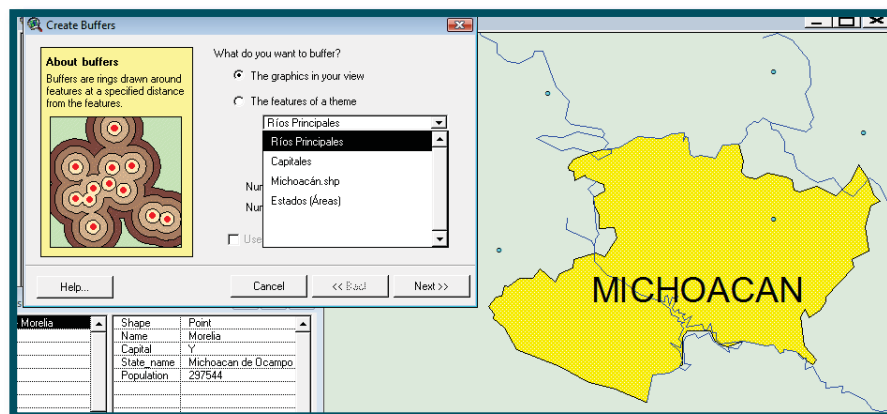 Create Buffers
About buffers
Buffers are rings drawn around
features at a specified distance
from the features.
What do you want to buffer?
The graphics in your view
The features of a theme
Ríos Principales
Ríos Principales
Capitales
Michoacán.shp
Estados (Áreas)
Help...
Cancel
<< Back
Next >>
Morelia
Shape Point
Name Morelia
Capital Y
State_name Michoacan de Ocampo
Population 297544
MICHOACAN